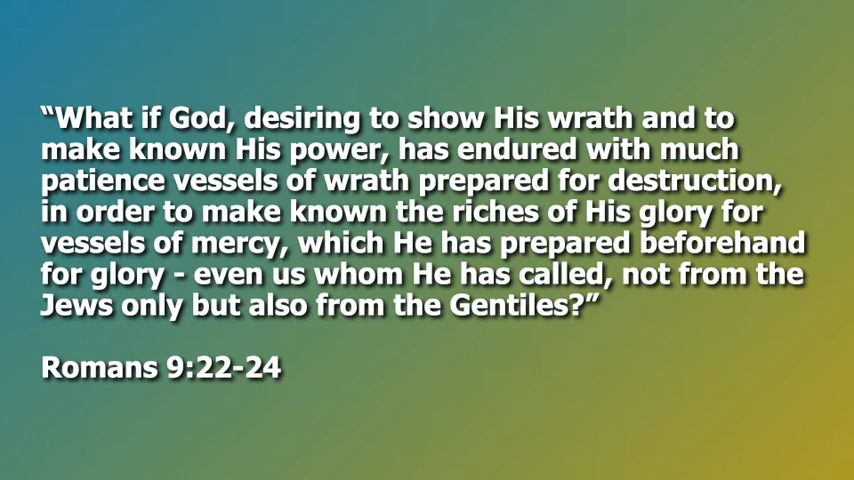 “What if God, desiring to show His wrath and to
make known His power, has endured with much
patience vessels of wrath prepared for destruction,
in order to make known the riches of His glory for
vessels of mercy, which He has prepared beforehand
for glory - even us whom He has called, not from the
Jews only but also from the Gentiles?”
Romans 9:22-24